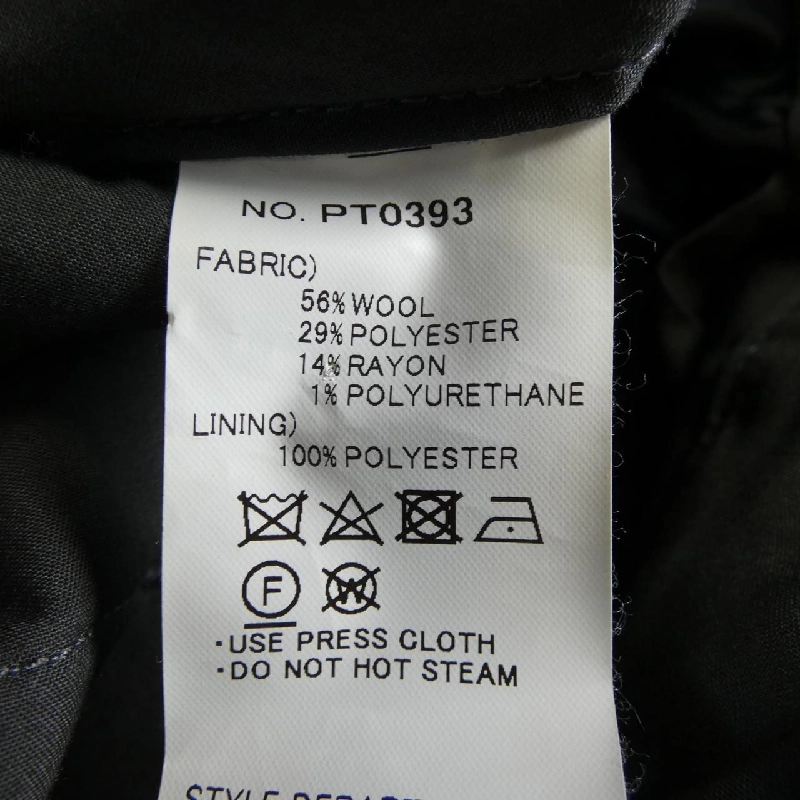 NO. PT0393
FABRIC)
56% WOOL
29% POLYESTER
14% RAYON
1% POLYURETHANE
LINING)
100% POLYESTER
F W
·USE PRESS CLOTH
·DO NOT HOT STEAM
STYLE